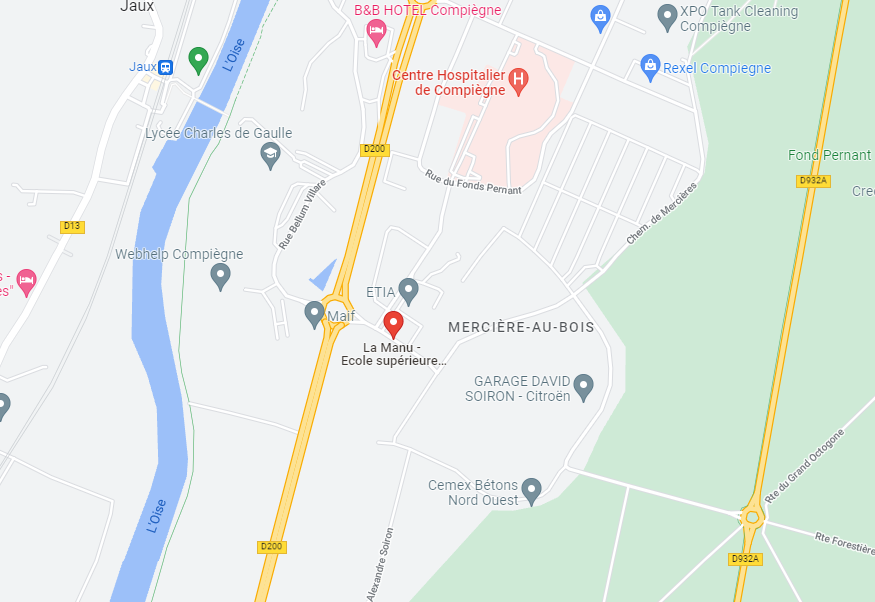 Jaux
B&B HOTEL Compiègne
XPO Tank Cleaning
Compiègne
L'Oise
Jaux
Centre Hospitalier
de Compiègne
H
Rexel Compiegne
Lycée Charles de Gaulle
D200
Fond Pernant
Rue du Fonds Pernant
D932A
Rue Bellum Villare
Chem. de Mercières
Cre
D13
Webhelp Compiègne
s -
es"
ETIA
Maif
MERCIÈRE-AU-BOIS
La Manu -
Ecole supérieure...
GARAGE DAVID
SOIRON - Citroën
Rte du Grand Octogone
Cemex Bétons
Nord Ouest
L'Oise
D200
Alexandre Soiron
Rte Forestière
D932A